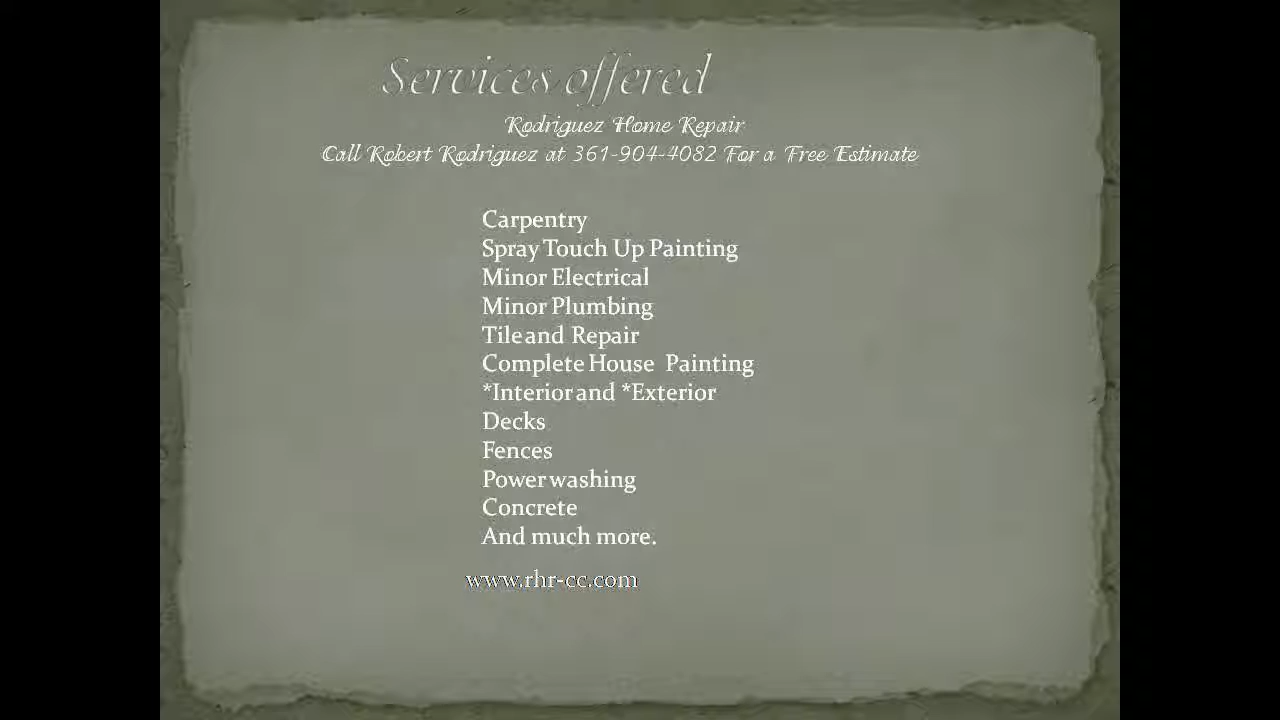 Services offered
Rodriguez Home Repair
Call Robert Rodriguez at 361-904-4082 For a Free Estimate
Carpentry
Spray Touch Up Painting
Minor Electrical
Minor Plumbing
Tile and Repair
Complete House Painting
*Interior and *Exterior
Decks
Fences
Power washing
Concrete
And much more.
www.rhr-cc.com